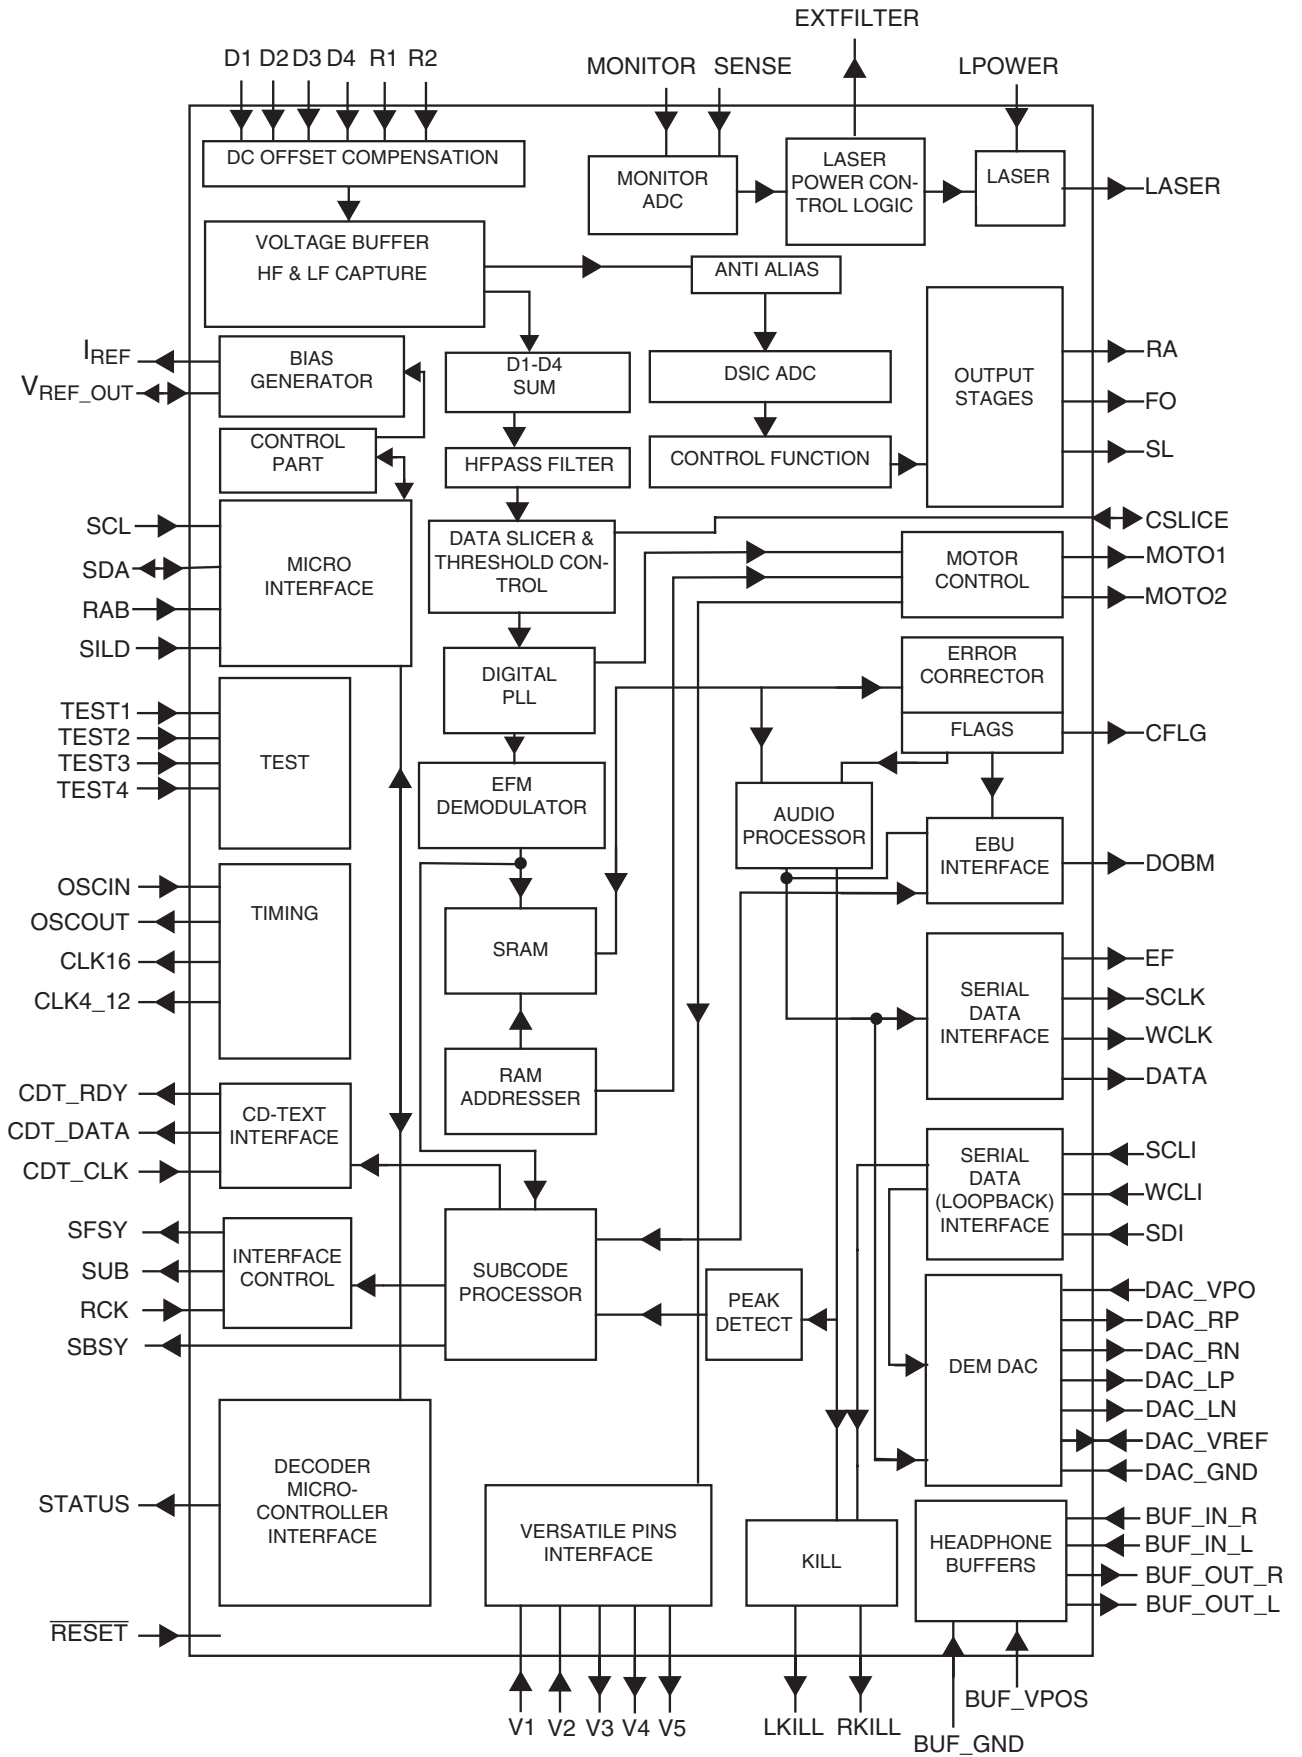 EXTFILTER
D1 D2 D3 D4 R1 R2
MONITOR SENSE
LPOWER
DC OFFSET COMPENSATION
MONITOR
ADC
LASER
POWER CON-
TROL LOGIC
LASER
LASER
VOLTAGE BUFFER
HF & LF CAPTURE
ANTI ALIAS
IREF
VREF_OUT
BIAS
GENERATOR
D1-D4
SUM
DSIC ADC
OUTPUT
STAGES
RA
FO
SL
CONTROL
PART
HFPASS FILTER
CONTROL FUNCTION
SCL
SDA
RAB
SILD
MICRO
INTERFACE
DATA SLICER &
THRESHOLD CON-
TROL
CSLICE
MOTOR
CONTROL
MOTO1
MOTO2
DIGITAL
PLL
ERROR
CORRECTOR
FLAGS
CFLG
TEST1
TEST2
TEST3
TEST4
TEST
EFM
DEMODULATOR
AUDIO
PROCESSOR
EBU
INTERFACE
DOBM
OSCIN
OSCOUT
CLK16
CLK4_12
TIMING
SRAM
SERIAL
DATA
INTERFACE
EF
SCLK
WCLK
DATA
RAM
ADDRESSER
CDT_RDY
CDT_DATA
CDT_CLK
CD-TEXT
INTERFACE
SERIAL
DATA
(LOOPBACK)
INTERFACE
SCLI
WCLI
SDI
SFSY
SUB
RCK
SBSY
INTERFACE
CONTROL
SUBCODE
PROCESSOR
PEAK
DETECT
DEM DAC
DAC_VPO
DAC_RP
DAC_RN
DAC_LP
DAC_LN
DAC_VREF
DAC_GND
STATUS
DECODER
MICRO-
CONTROLLER
INTERFACE
VERSATILE PINS
INTERFACE
KILL
HEADPHONE
BUFFERS
BUF_IN_R
BUF_IN_L
BUF_OUT_R
BUF_OUT_L
RESET
V1 V2 V3 V4 V5
LKILL RKILL
BUF_VPOS
BUF_GND